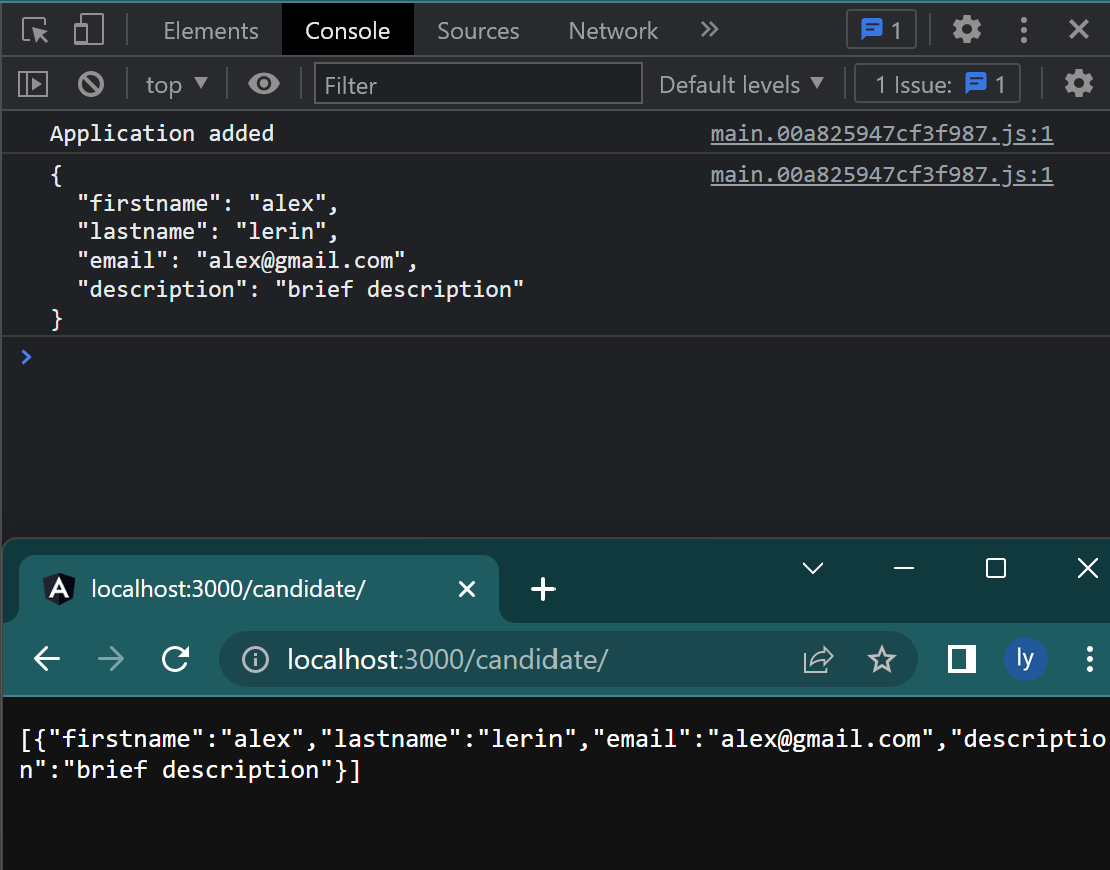 Elements Console Sources Network 1
top Filter Default levels 1 Issue: 1
Application added main.00a825947cf3f987.js:1
{ main.00a825947cf3f987.js:1
"firstname": "alex",
"lastname": "lerin",
"email": "alex@gmail.com",
"description": "brief description"
}
localhost:3000/candidate/
localhost:3000/candidate/ ly
[{"firstname":"alex","lastname":"lerin","email":"alex@gmail.com","descriptio
n":"brief description"}]